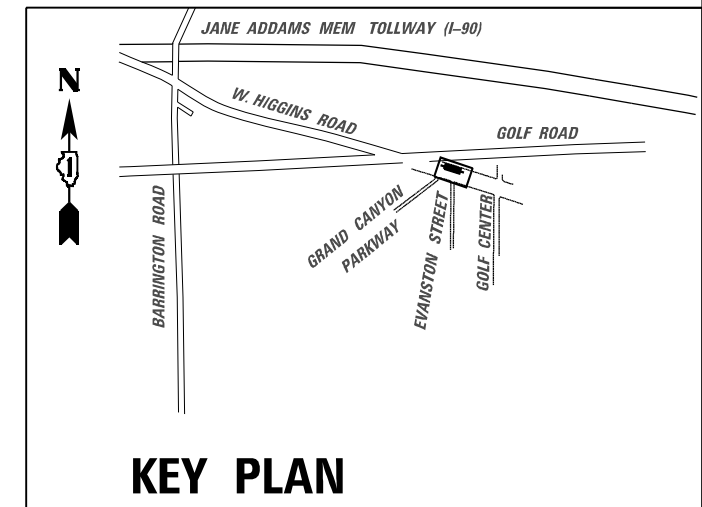 JANE ADDAMS MEM TOLLWAY (I-90)
N
W. HIGGINS ROAD
GOLF ROAD
1
BARRINGTON ROAD
GRAND CANYON
PARKWAY
EVANSTON STREET
GOLF CENTER
KEY PLAN